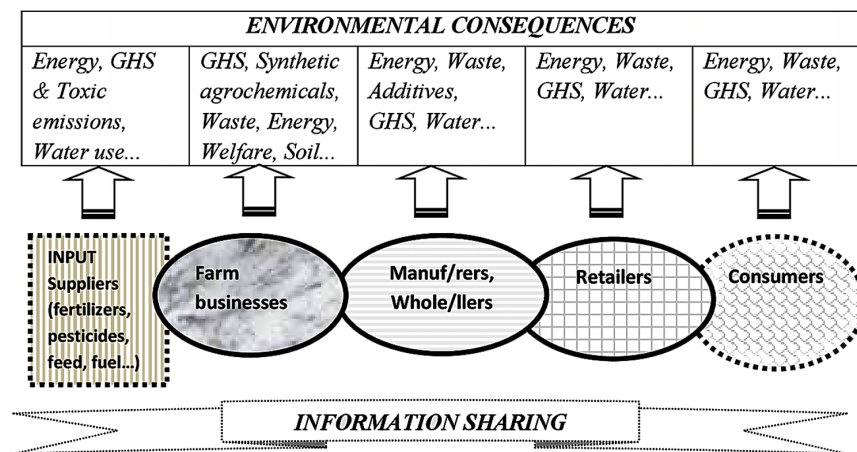 ENVIRONMENTAL CONSEQUENCES
Energy, GHS
& Toxic
emissions,
Water use...
GHS, Synthetic
agrochemicals,
Waste, Energy,
Welfare, Soil...
Energy, Waste,
Additives,
GHS, Water...
Energy, Waste,
GHS, Water...
Energy, Waste,
GHS, Water...
INPUT
Suppliers
(fertilizers,
pesticides,
feed, fuel...)
Farm
businesses
Manuf/rers,
Whole/llers
Retailers
Consumers
INFORMATION SHARING